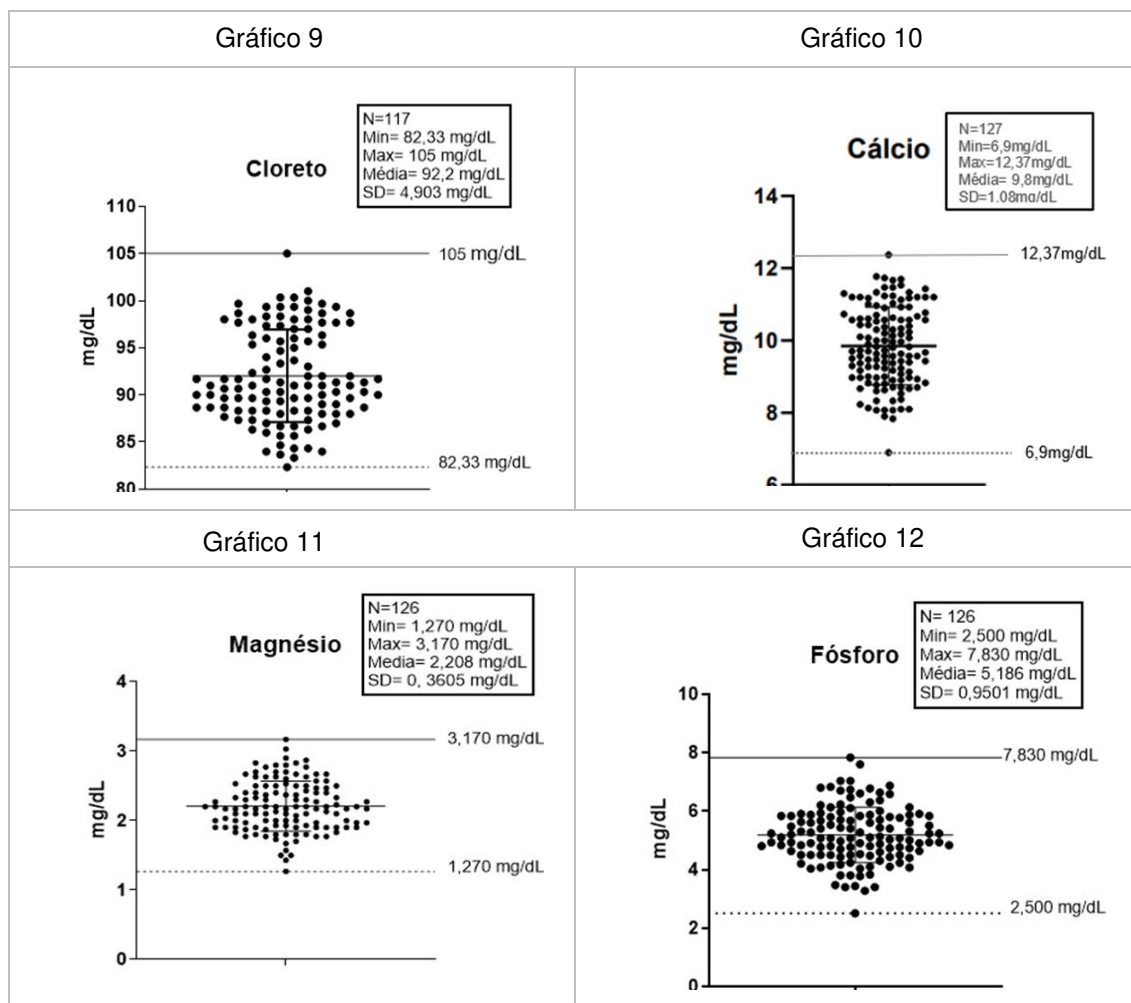 Gráfico 9
Gráfico 10
Cloreto
N=117
Min= 82,33 mg/dL
Max= 105 mg/dL
Média= 92,2 mg/dL
SD= 4,903 mg/dL
mg/dL
110
105
100
95
90
85
80
105 mg/dL
82,33 mg/dL
Cálcio
N=127
Min=6,9mg/dL
Max=12,37mg/dL
Média= 9,8mg/dL
SD=1.08mg/dL
mg/dL
14
12
10
8
6
12,37mg/dL
6,9mg/dL
Gráfico 11
Gráfico 12
Magnésio
N=126
Min= 1,270 mg/dL
Max= 3,170 mg/dL
Media= 2,208 mg/dL
SD= 0, 3605 mg/dL
mg/dL
4
3
2
1
0
3,170 mg/dL
1,270 mg/dL
Fósforo
N= 126
Min= 2,500 mg/dL
Max= 7,830 mg/dL
Média= 5,186 mg/dL
SD= 0,9501 mg/dL
mg/dL
10
8
6
4
2
0
7,830 mg/dL
2,500 mg/dL